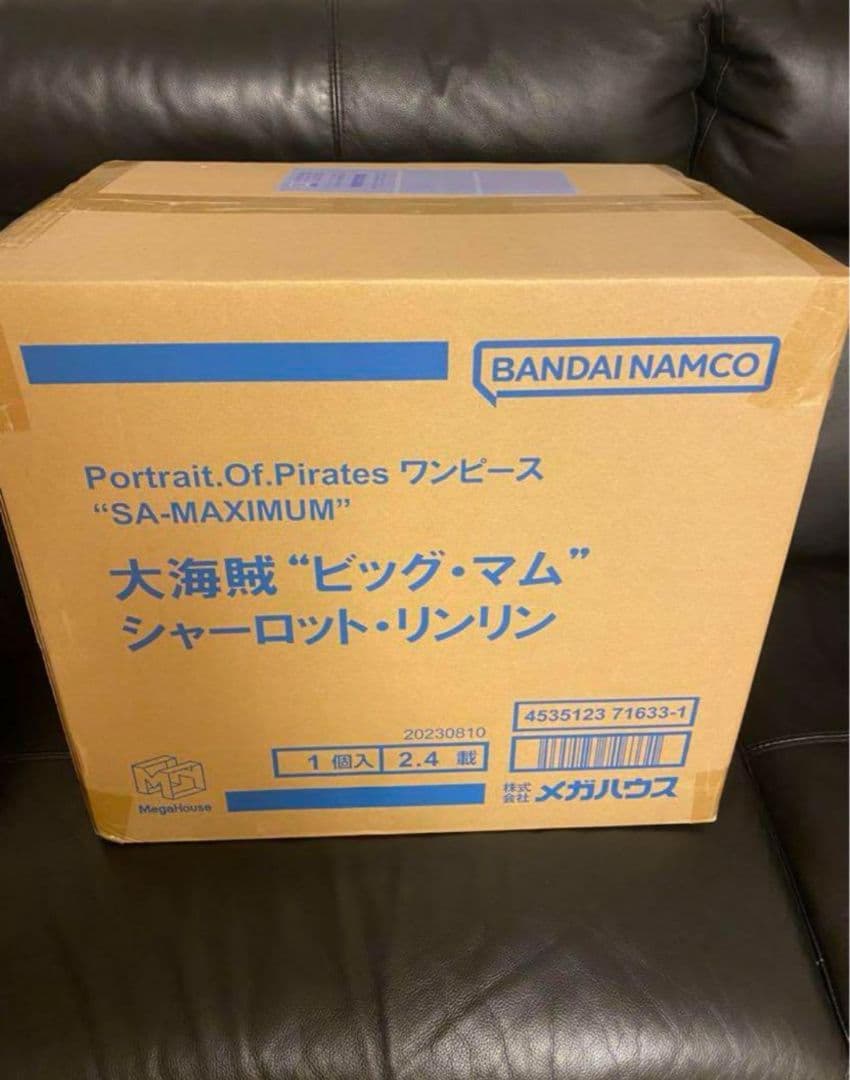 BANDAI NAMCO
Portrait.Of.Pirates ワンピース
“SA-MAXIMUM”
大海賊“ビッグ・マム”
シャーロット・リンリン
4535123 71633-1
20230810
1 個入 2.4 載
MegaHouse
株式会社 メガハウス